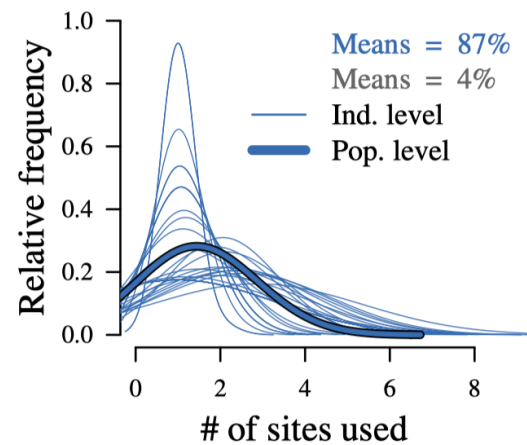 Relative frequency
1.0
0.8
0.6
0.4
0.2
0.0
Means = 87%
Means = 4%
Ind. level
Pop. level
0 2 4 6 8
# of sites used